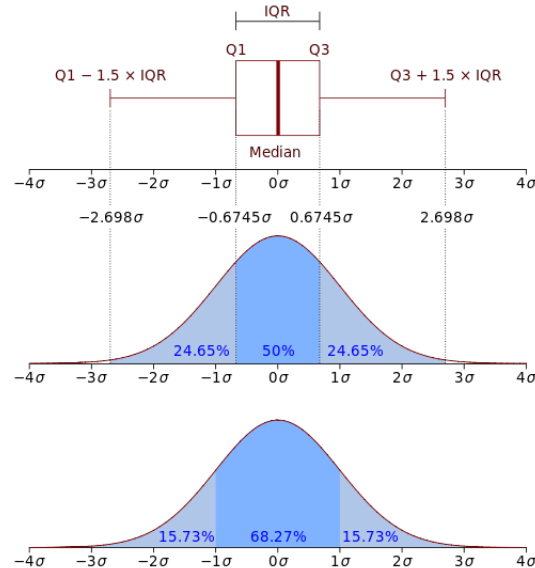 IQR
Q1 Q3
Q1 − 1.5 × IQR Q3 + 1.5 × IQR
Median
−4σ −3σ −2σ −1σ 0σ 1σ 2σ 3σ 4σ
−2.698σ −0.6745σ 0.6745σ 2.698σ
24.65% 50% 24.65%
−4σ −3σ −2σ −1σ 0σ 1σ 2σ 3σ 4σ
15.73% 68.27% 15.73%
−4σ −3σ −2σ −1σ 0σ 1σ 2σ 3σ 4σ